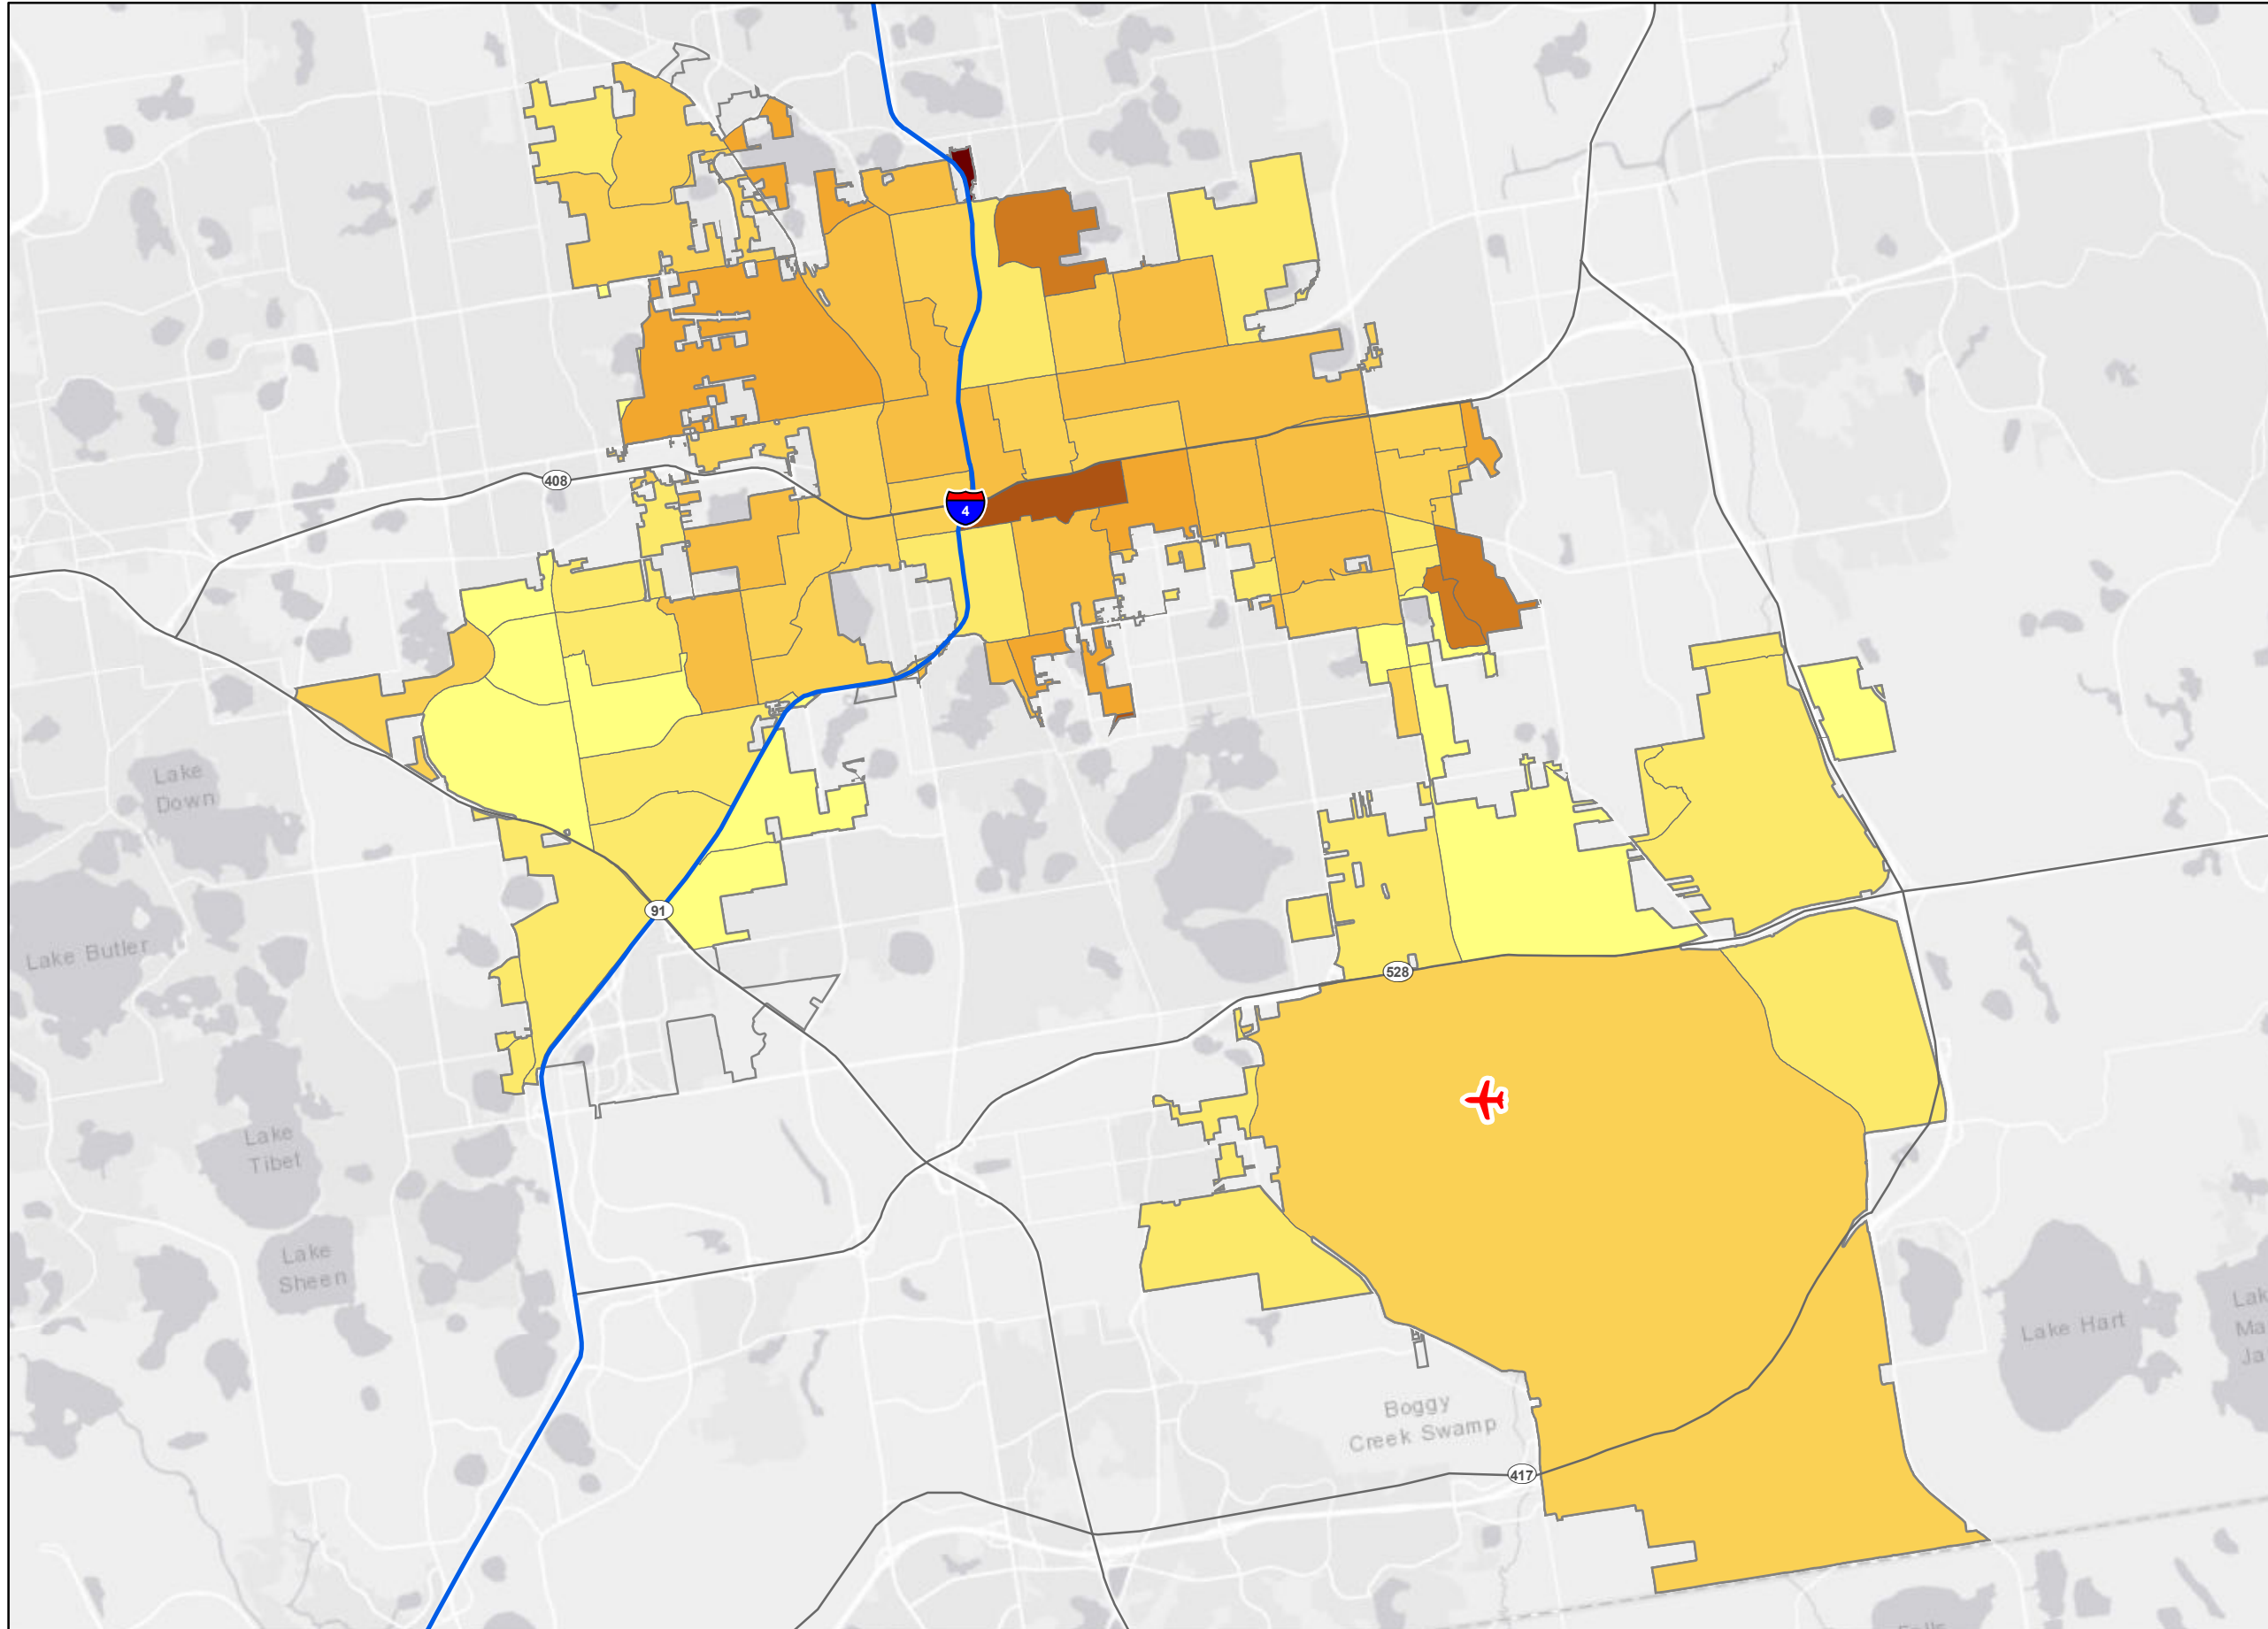 408
4
Lake
Down
91
Lake Butler
528
Lake
Tibet
Lake
Sheen
Lake Hart
Boggy
Creek Swamp
417